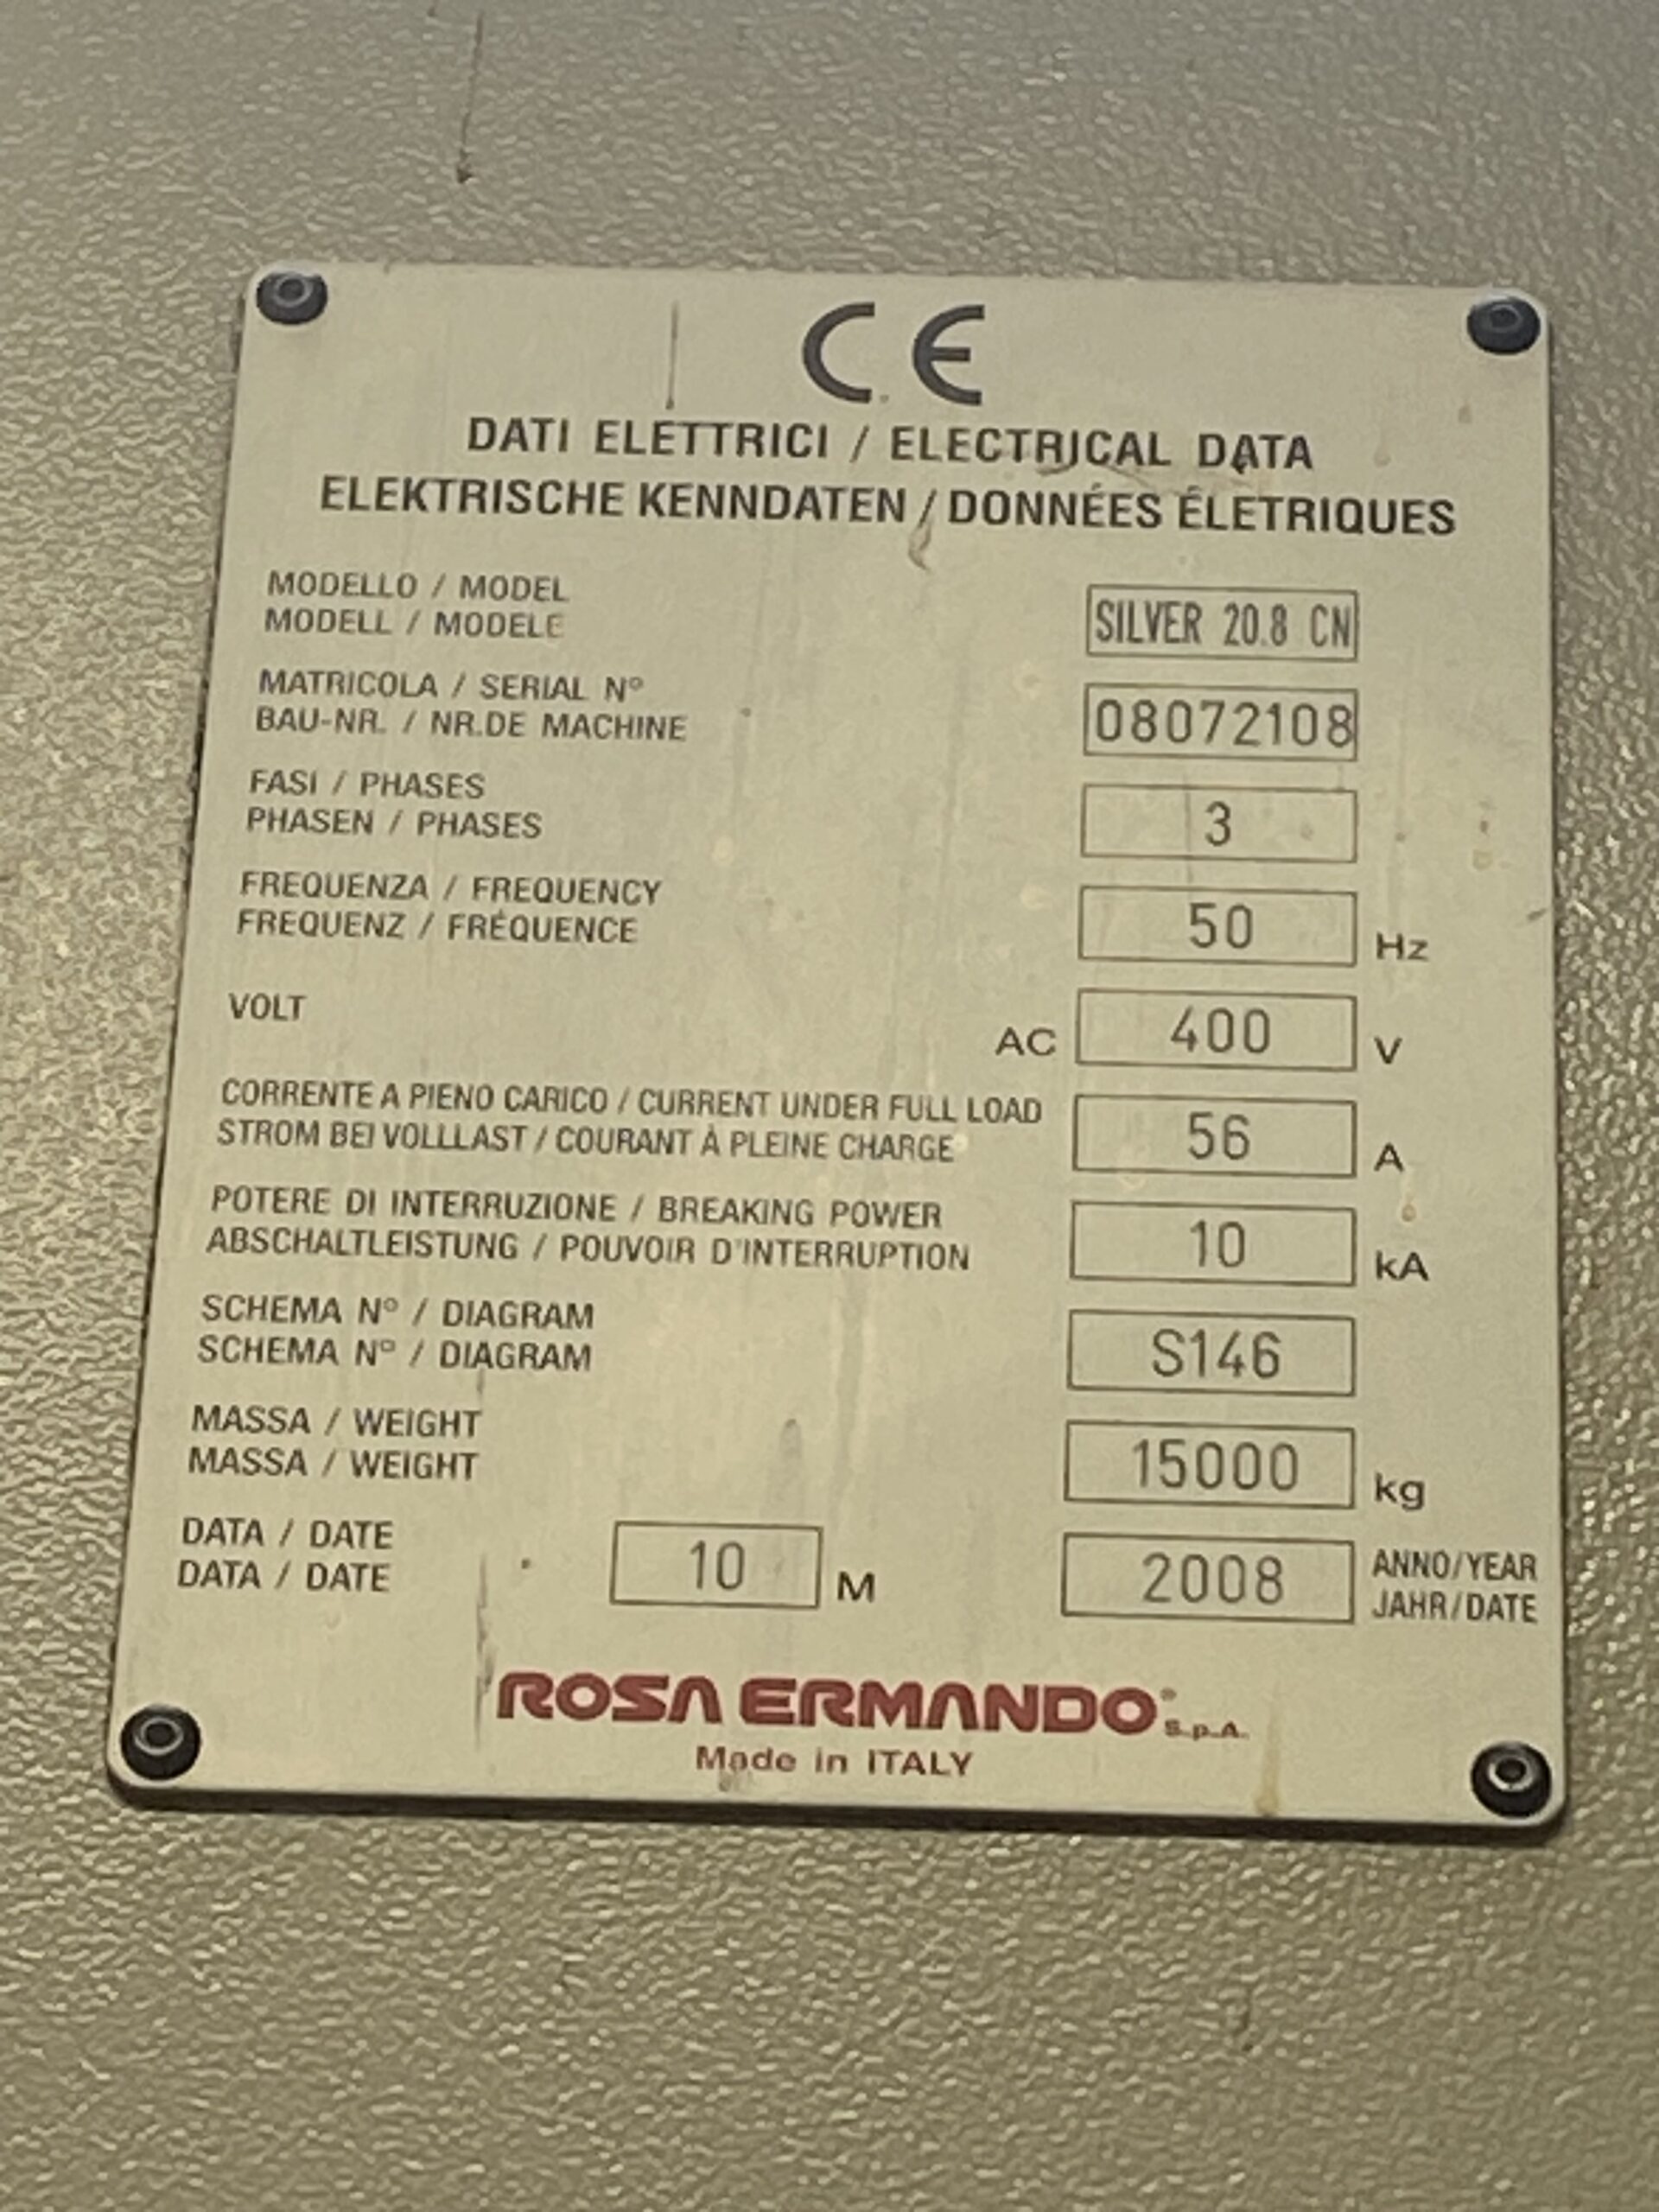 CE
DATI ELETTRICI / ELECTRICAL DATA
ELEKTRISCHE KENNDATEN / DONNÉES ÉLETRIQUES
MODELLO / MODEL
MODELL / MODELE
SILVER 20.8 CN
MATRICOLA / SERIAL N°
BAU-NR. / NR.DE MACHINE
08072108
FASI / PHASES
PHASEN / PHASES
3
FREQUENZA / FREQUENCY
FREQUENZ / FRÉQUENCE
50 Hz
VOLT
AC 400 V
CORRENTE A PIENO CARICO / CURRENT UNDER FULL LOAD
STROM BEI VOLLLAST / COURANT À PLEINE CHARGE
56 A
POTERE DI INTERRUZIONE / BREAKING POWER
ABSCHALTLEISTUNG / POUVOIR D'INTERRUPTION
10 kA
SCHEMA N° / DIAGRAM
SCHEMA N° / DIAGRAM
S146
MASSA / WEIGHT
MASSA / WEIGHT
15000 kg
DATA / DATE
DATA / DATE
10 M
2008
ANNO/YEAR
JAHR/DATE
ROSA ERMANDO® S.p.A.
Made in ITALY